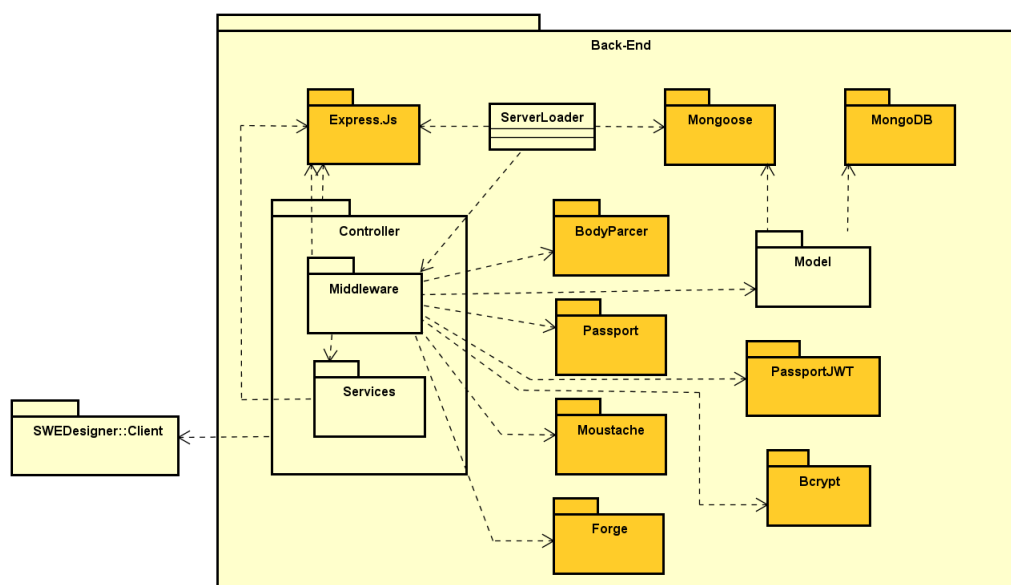 Back-End
Express.Js
ServerLoader
Mongoose
MongoDB
Controller
BodyParcer
Model
Middleware
Passport
PassportJWT
Services
SWEDesigner::Client
Moustache
Bcrypt
Forge